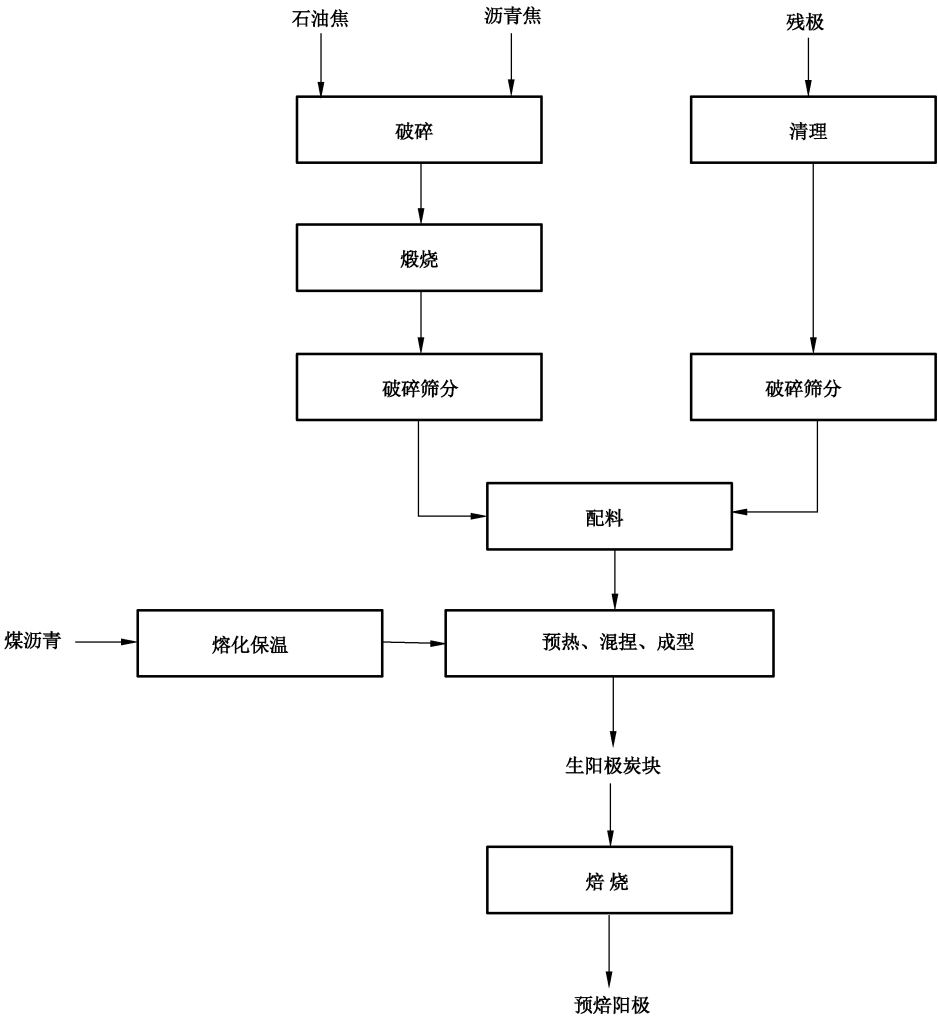 石油焦
沥青焦
残极
破碎
清理
煅烧
破碎筛分
破碎筛分
配料
煤沥青
熔化保温
预热、混捏、成型
生阳极炭块
焙烧
预焙阳极